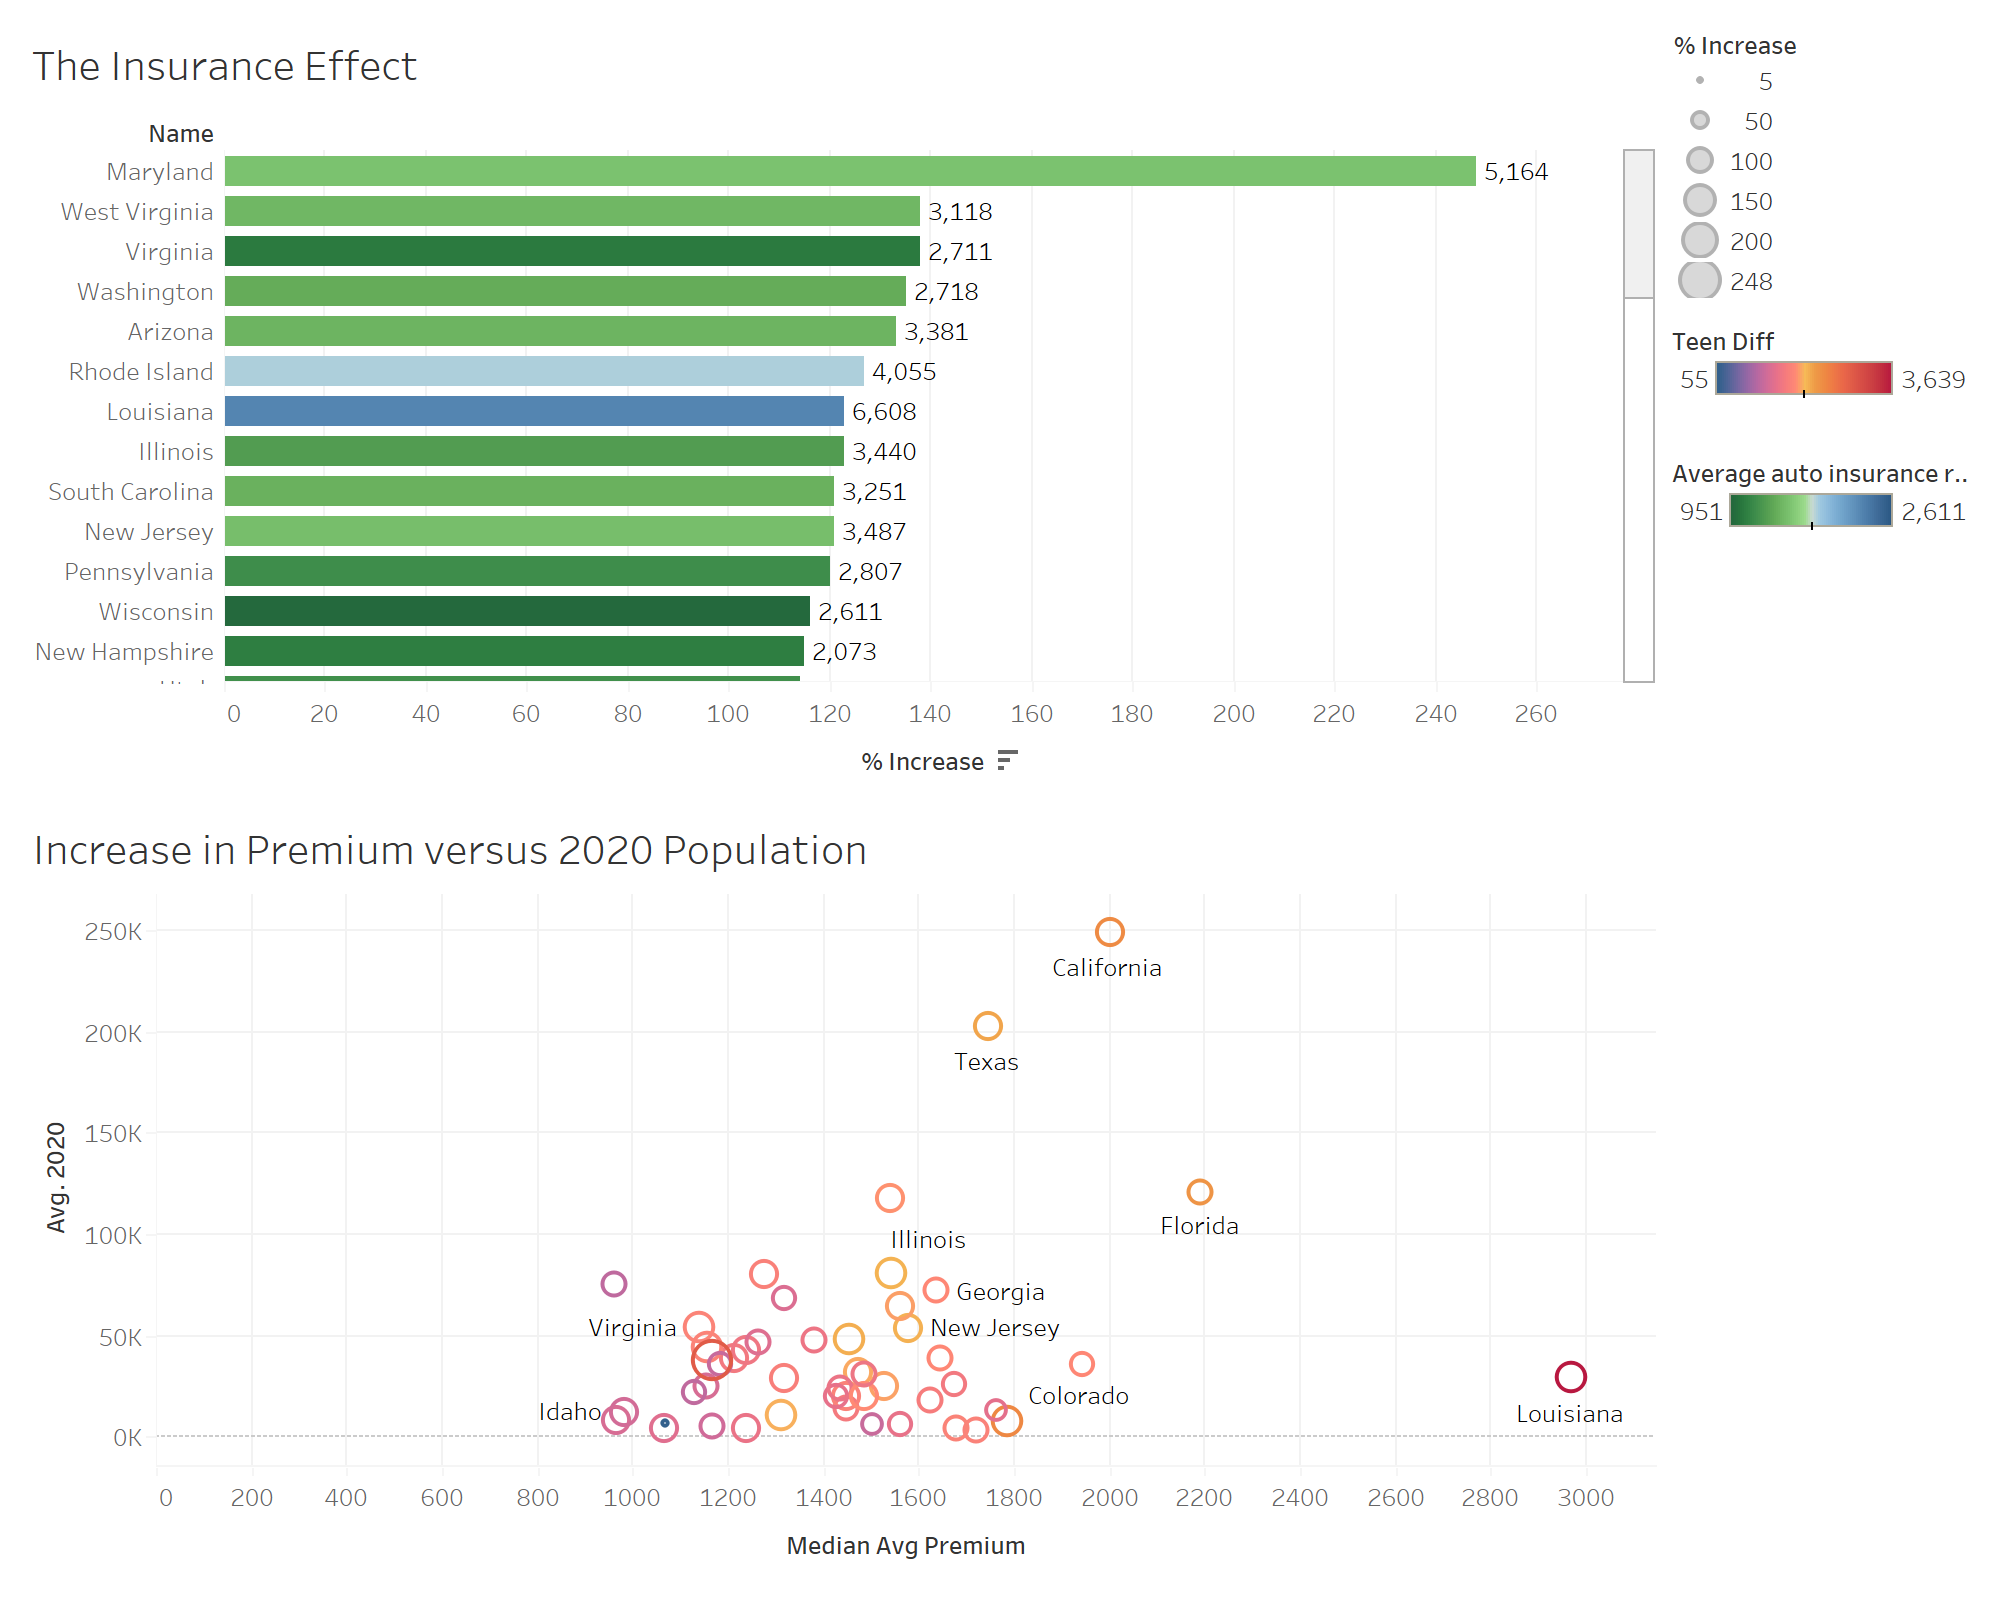 The Insurance Effect
Name
Maryland 5,164
West Virginia 3,118
Virginia 2,711
Washington 2,718
Arizona 3,381
Rhode Island 4,055
Louisiana 6,608
Illinois 3,440
South Carolina 3,251
New Jersey 3,487
Pennsylvania 2,807
Wisconsin 2,611
New Hampshire 2,073
0 20 40 60 80 100 120 140 160 180 200 220 240 260
% Increase
% Increase
5
50
100
150
200
248
Teen Diff
55 3,639
Average auto insurance r..
951 2,611
Increase in Premium versus 2020 Population
Avg. 2020
250K
200K
150K
100K
50K
0K
California
Texas
Florida
Illinois
Georgia
Virginia
New Jersey
Colorado
Idaho
Louisiana
0 200 400 600 800 1000 1200 1400 1600 1800 2000 2200 2400 2600 2800 3000
Median Avg Premium